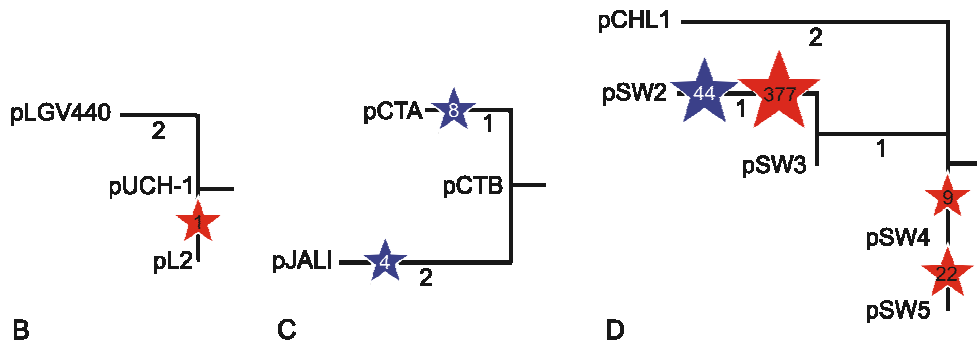 pLGV440
2
pUCH-1
1
pL2
B
pCTA
8
1
pCTB
pJALI
4
2
C
pCHL1
2
pSW2
44
1
377
pSW3
1
9
pSW4
22
pSW5
D